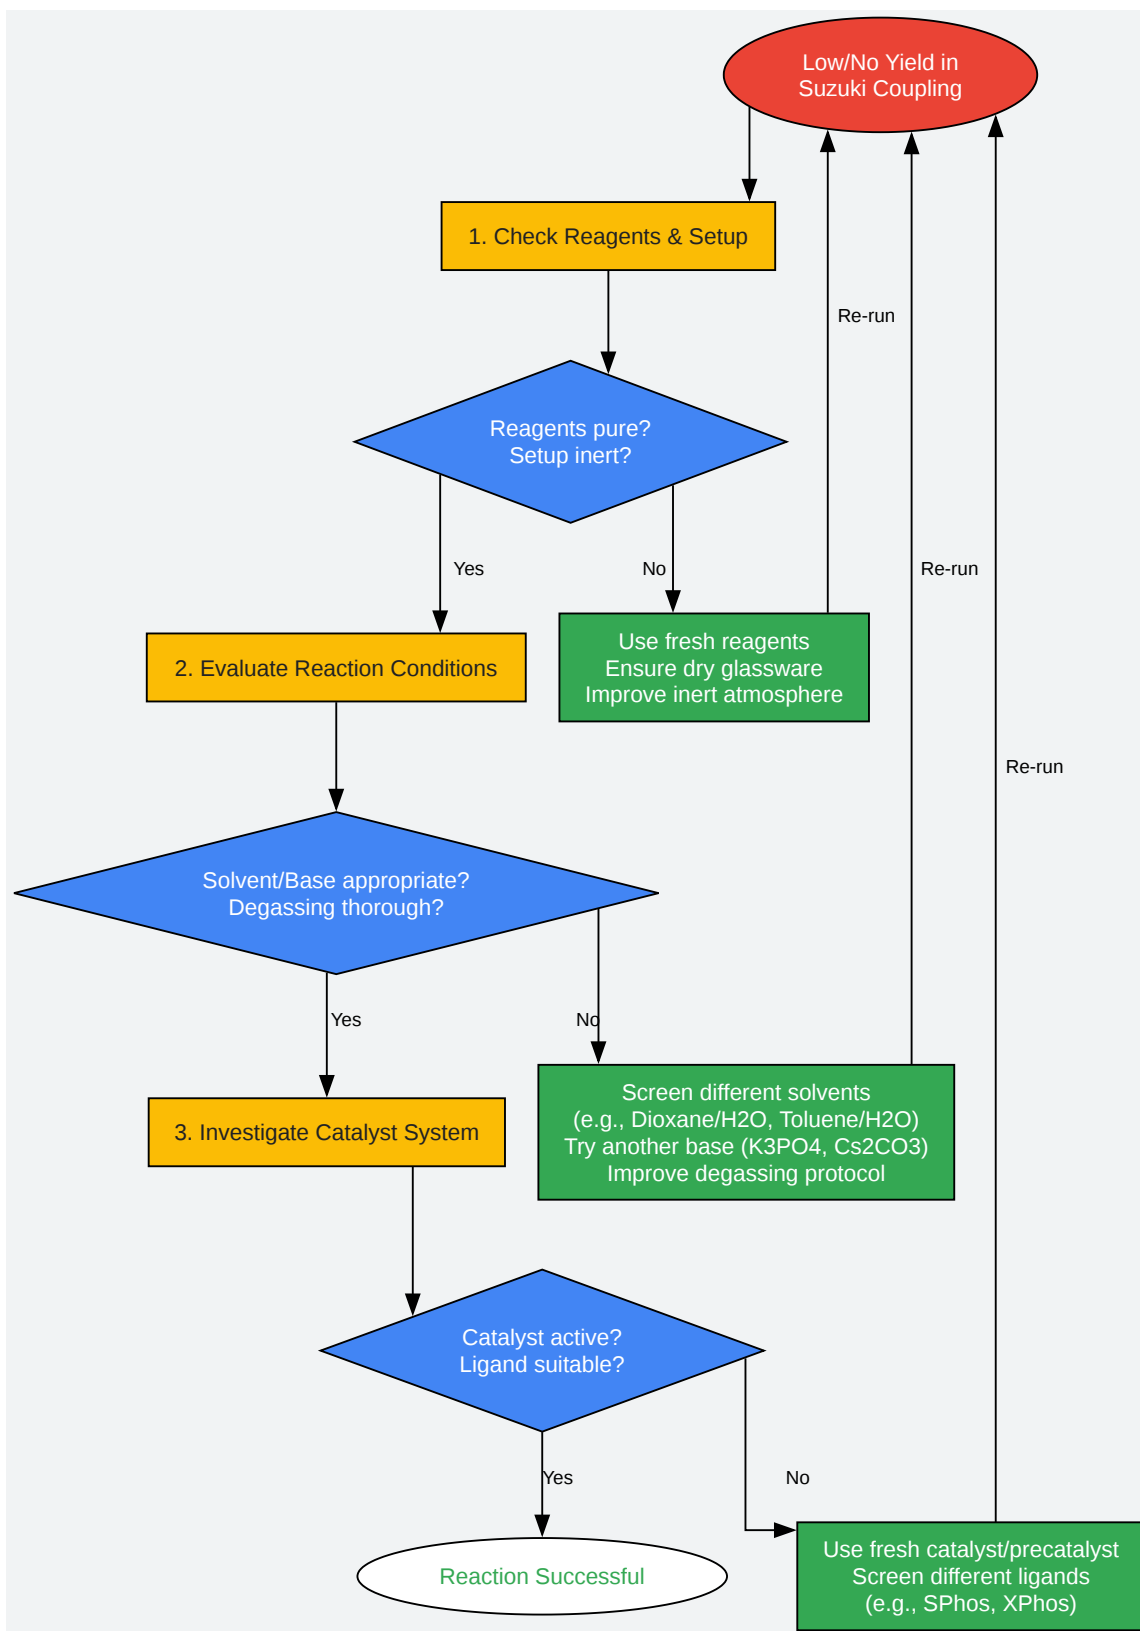 Low/No Yield in
Suzuki Coupling
1. Check Reagents & Setup
Re-run
Reagents pure?
Setup inert?
Yes
No
Re-run
Use fresh reagents
Ensure dry glassware
Improve inert atmosphere
2. Evaluate Reaction Conditions
Re-run
Solvent/Base appropriate?
Degassing thorough?
Yes
No
Screen different solvents
(e.g., Dioxane/H2O, Toluene/H2O)
Try another base (K3PO4, Cs2CO3)
Improve degassing protocol
3. Investigate Catalyst System
Catalyst active?
Ligand suitable?
Yes
No
Use fresh catalyst/precatalyst
Screen different ligands
(e.g., SPhos, XPhos)
Reaction Successful